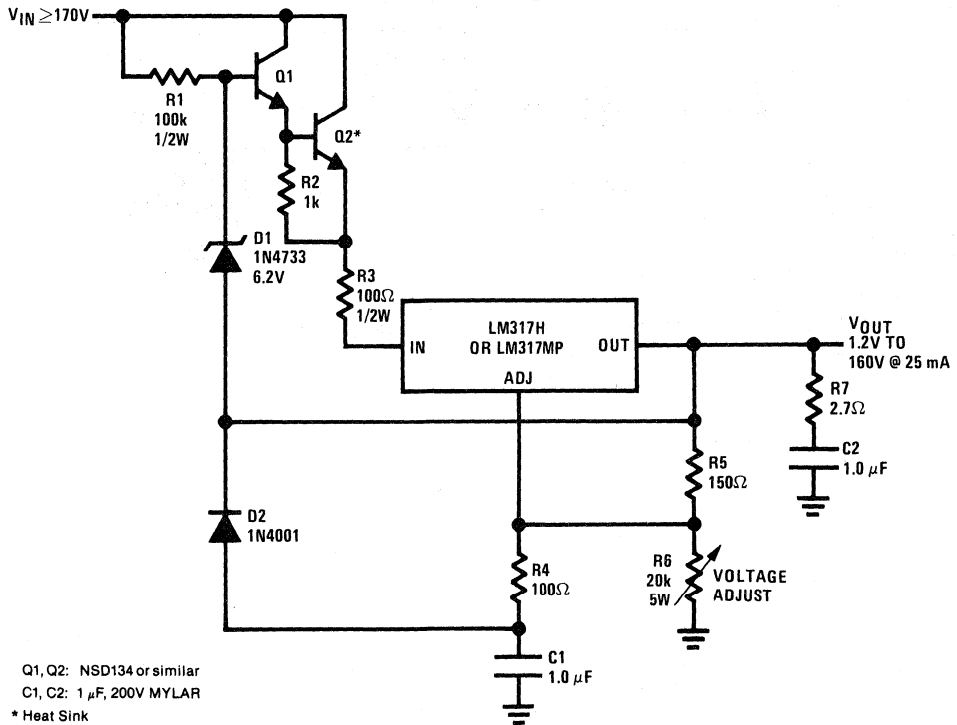 VIN ≥170V
Q1
R1
100k
1/2W
Q2*
R2
1k
D1
1N4733
6.2V
R3
100Ω
1/2W
LM317H
OR LM317MP
IN
OUT
ADJ
VOUT
1.2V TO
160V @ 25 mA
R7
2.7Ω
C2
1.0 μF
R5
150Ω
D2
1N4001
R4
100Ω
R6
20k
5W
VOLTAGE
ADJUST
C1
1.0 μF
Q1, Q2: NSD134 or similar
C1, C2: 1 μF, 200V MYLAR
* Heat Sink